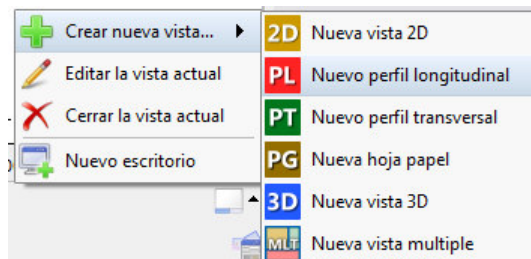 Crear nueva vista...
Editar la vista actual
Cerrar la vista actual
Nuevo escritorio
2D Nueva vista 2D
PL Nuevo perfil longitudinal
PT Nuevo perfil transversal
PG Nueva hoja papel
3D Nueva vista 3D
MLT Nueva vista multiple